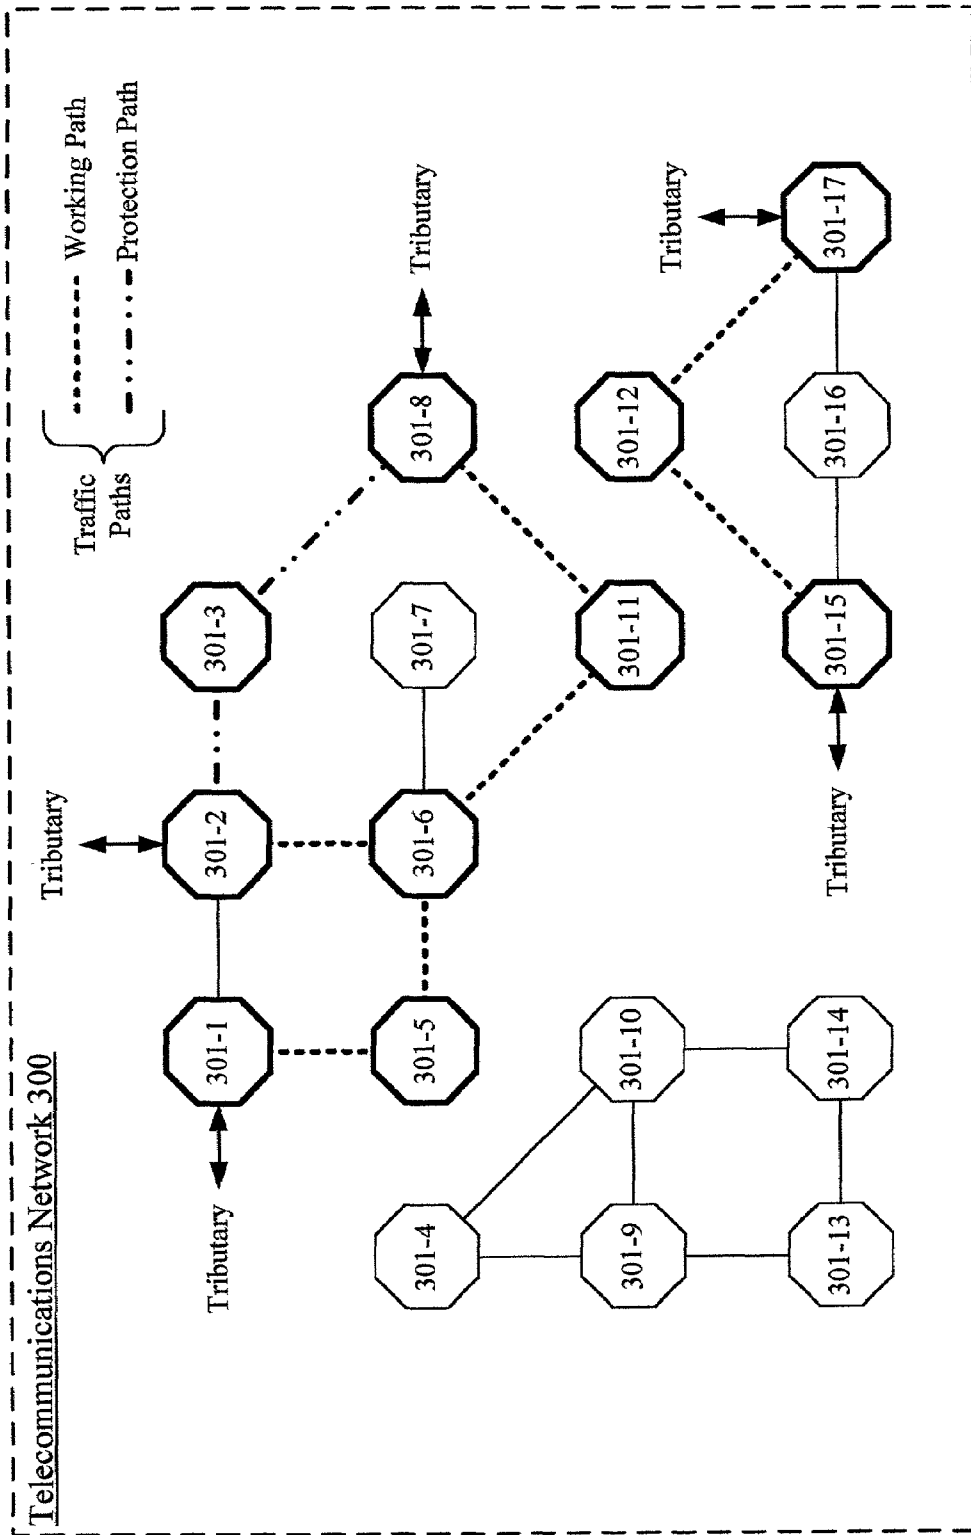 Telecommunications Network 300
Traffic
Paths
Working Path
Protection Path
Tributary
Tributary
301-1
301-2
301-3
Tributary
301-4
301-5
301-6
301-7
301-8
Tributary
301-9
301-10
301-11
301-12
Tributary
301-13
301-14
Tributary
301-15
301-16
301-17